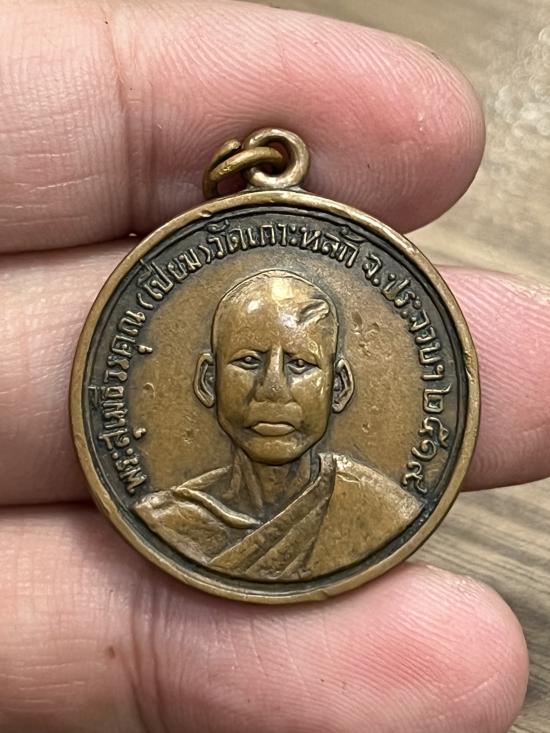 พระสุเมธีวรคุณ (เปี่ยม) วัดเกาะหลัก จ.ประจวบฯ ๒๕๑๙